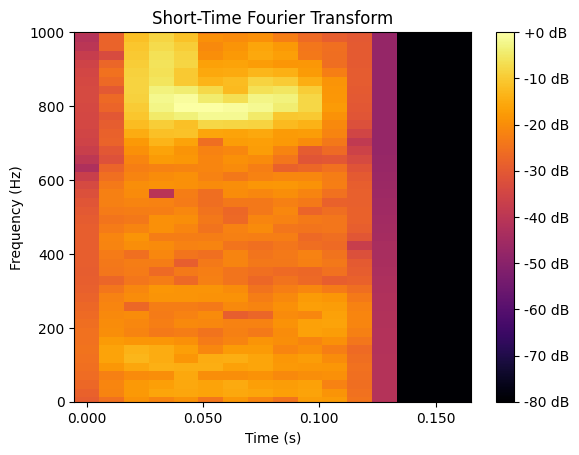 Short-Time Fourier Transform
Frequency (Hz)
1000
800
600
400
200
0
0.000
0.050
0.100
0.150
Time (s)
+0 dB
-10 dB
-20 dB
-30 dB
-40 dB
-50 dB
-60 dB
-70 dB
-80 dB